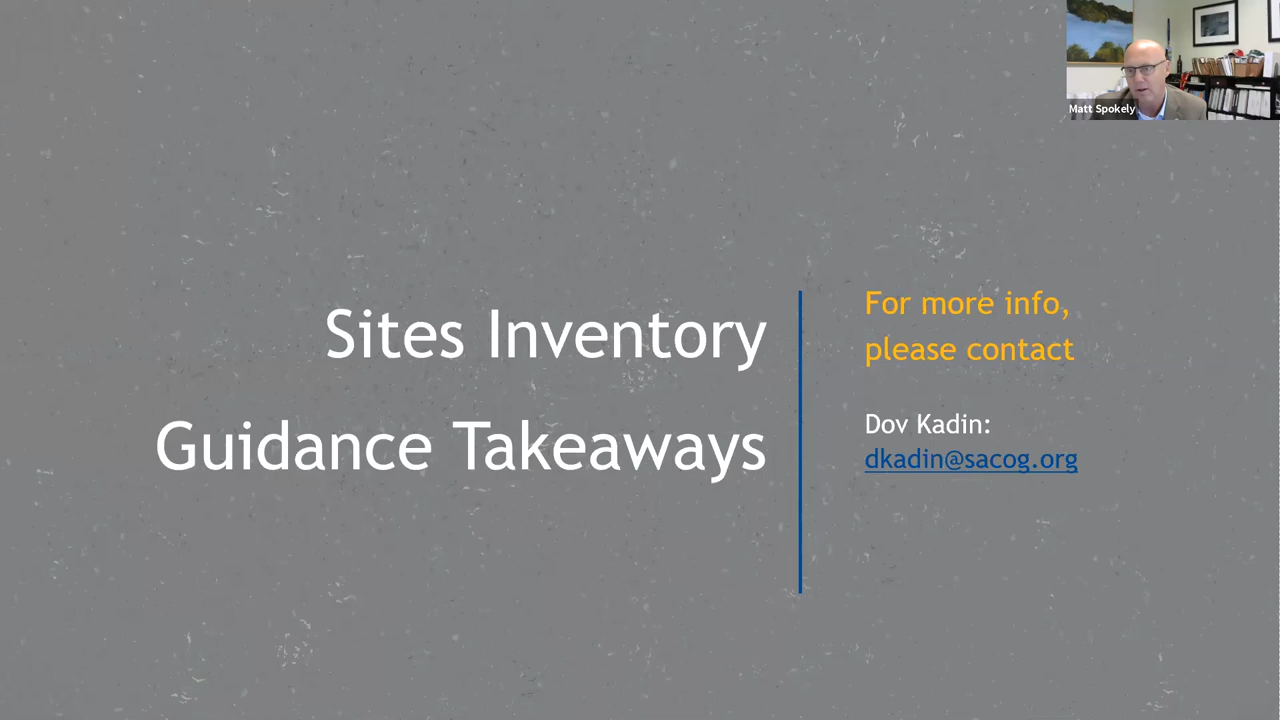 Matt Spokely
Sites Inventory
Guidance Takeaways
For more info,
please contact
Dov Kadin:
dkadin@sacog.org